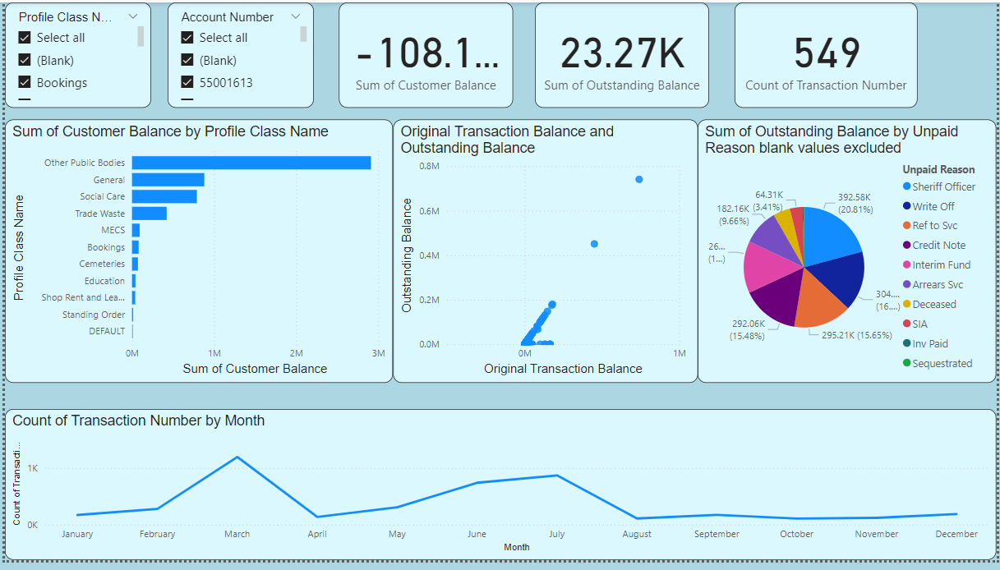 Profile Class N...
Select all
(Blank)
Bookings
Account Number
Select all
(Blank)
55001613
-108.1...
Sum of Customer Balance
23.27K
Sum of Outstanding Balance
549
Count of Transaction Number
Sum of Customer Balance by Profile Class Name
Profile Class Name
Other Public Bodies
General
Social Care
Trade Waste
MECS
Bookings
Cemeteries
Education
Shop Rent and Lea...
Standing Order
DEFAULT
0M 1M 2M 3M
Sum of Customer Balance
Original Transaction Balance and
Outstanding Balance
Outstanding Balance
0.8M
0.6M
0.4M
0.2M
0.0M
0M 1M
Original Transaction Balance
Sum of Outstanding Balance by Unpaid
Reason blank values excluded
392.58K
(20.81%)
304....
(16....)
295.21K (15.65%)
292.06K
(15.48%)
26...
(1...)
182.16K
(9.66%)
64.31K
(3.41%)
Unpaid Reason
Sheriff Officer
Write Off
Ref to Svc
Credit Note
Interim Fund
Arrears Svc
Deceased
SIA
Inv Paid
Sequestrated
Count of Transaction Number by Month
Count of Transacti...
1K
0K
January February March April May June July August September October November December
Month